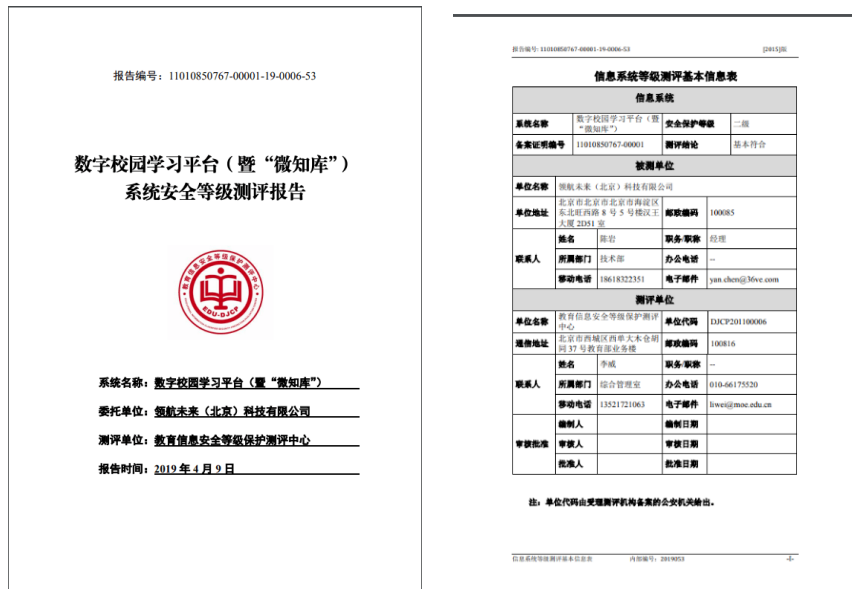 报告编号：11010850767-00001-19-0006-53
数字校园学习平台（暨“微知库”）
系统安全等级测评报告
教育信息安全等级保护测评中心
EDU-DJCP
系统名称：数字校园学习平台（暨“微知库”）
委托单位：领航未来（北京）科技有限公司
测评单位：教育信息安全等级保护测评中心
报告时间：2019 年 4 月 9 日
报告编号: 11010850767-00001-19-0006-53 [2015]版
信息系统等级测评基本信息表
信息系统
系统名称 数字校园学习平台（暨 安全保护等级 二级
“微知库”）
备案证明编号 11010850767-00001 测评结论 基本符合
被测单位
单位名称 领航未来（北京）科技有限公司
北京市北京市北京市海淀区
单位地址 东北旺西路 8 号 5 号楼汉王 邮政编码 100085
大厦 2D51 室
姓名 陈岩 职务/职称 经理
联系人 所属部门 技术部 办公电话 --
移动电话 18618322351 电子邮件 yan.chen@36ve.com
测评单位
单位名称 教育信息安全等级保护测评 单位代码 DJCP201100006
中心
通信地址 北京市西城区西单大木仓胡 邮政编码 100816
同 37 号教育部业务楼
姓名 李威 职务/职称 --
联系人 所属部门 综合管理室 办公电话 010-66175520
移动电话 13521721063 电子邮件 liwei@moe.edu.cn
编制人 编制日期
审核批准 审核人 审核日期
批准人 批准日期
注：单位代码由受理测评机构备案的公安机关给出。
信息系统等级测评基本信息表 内部编号：2019053 -I-